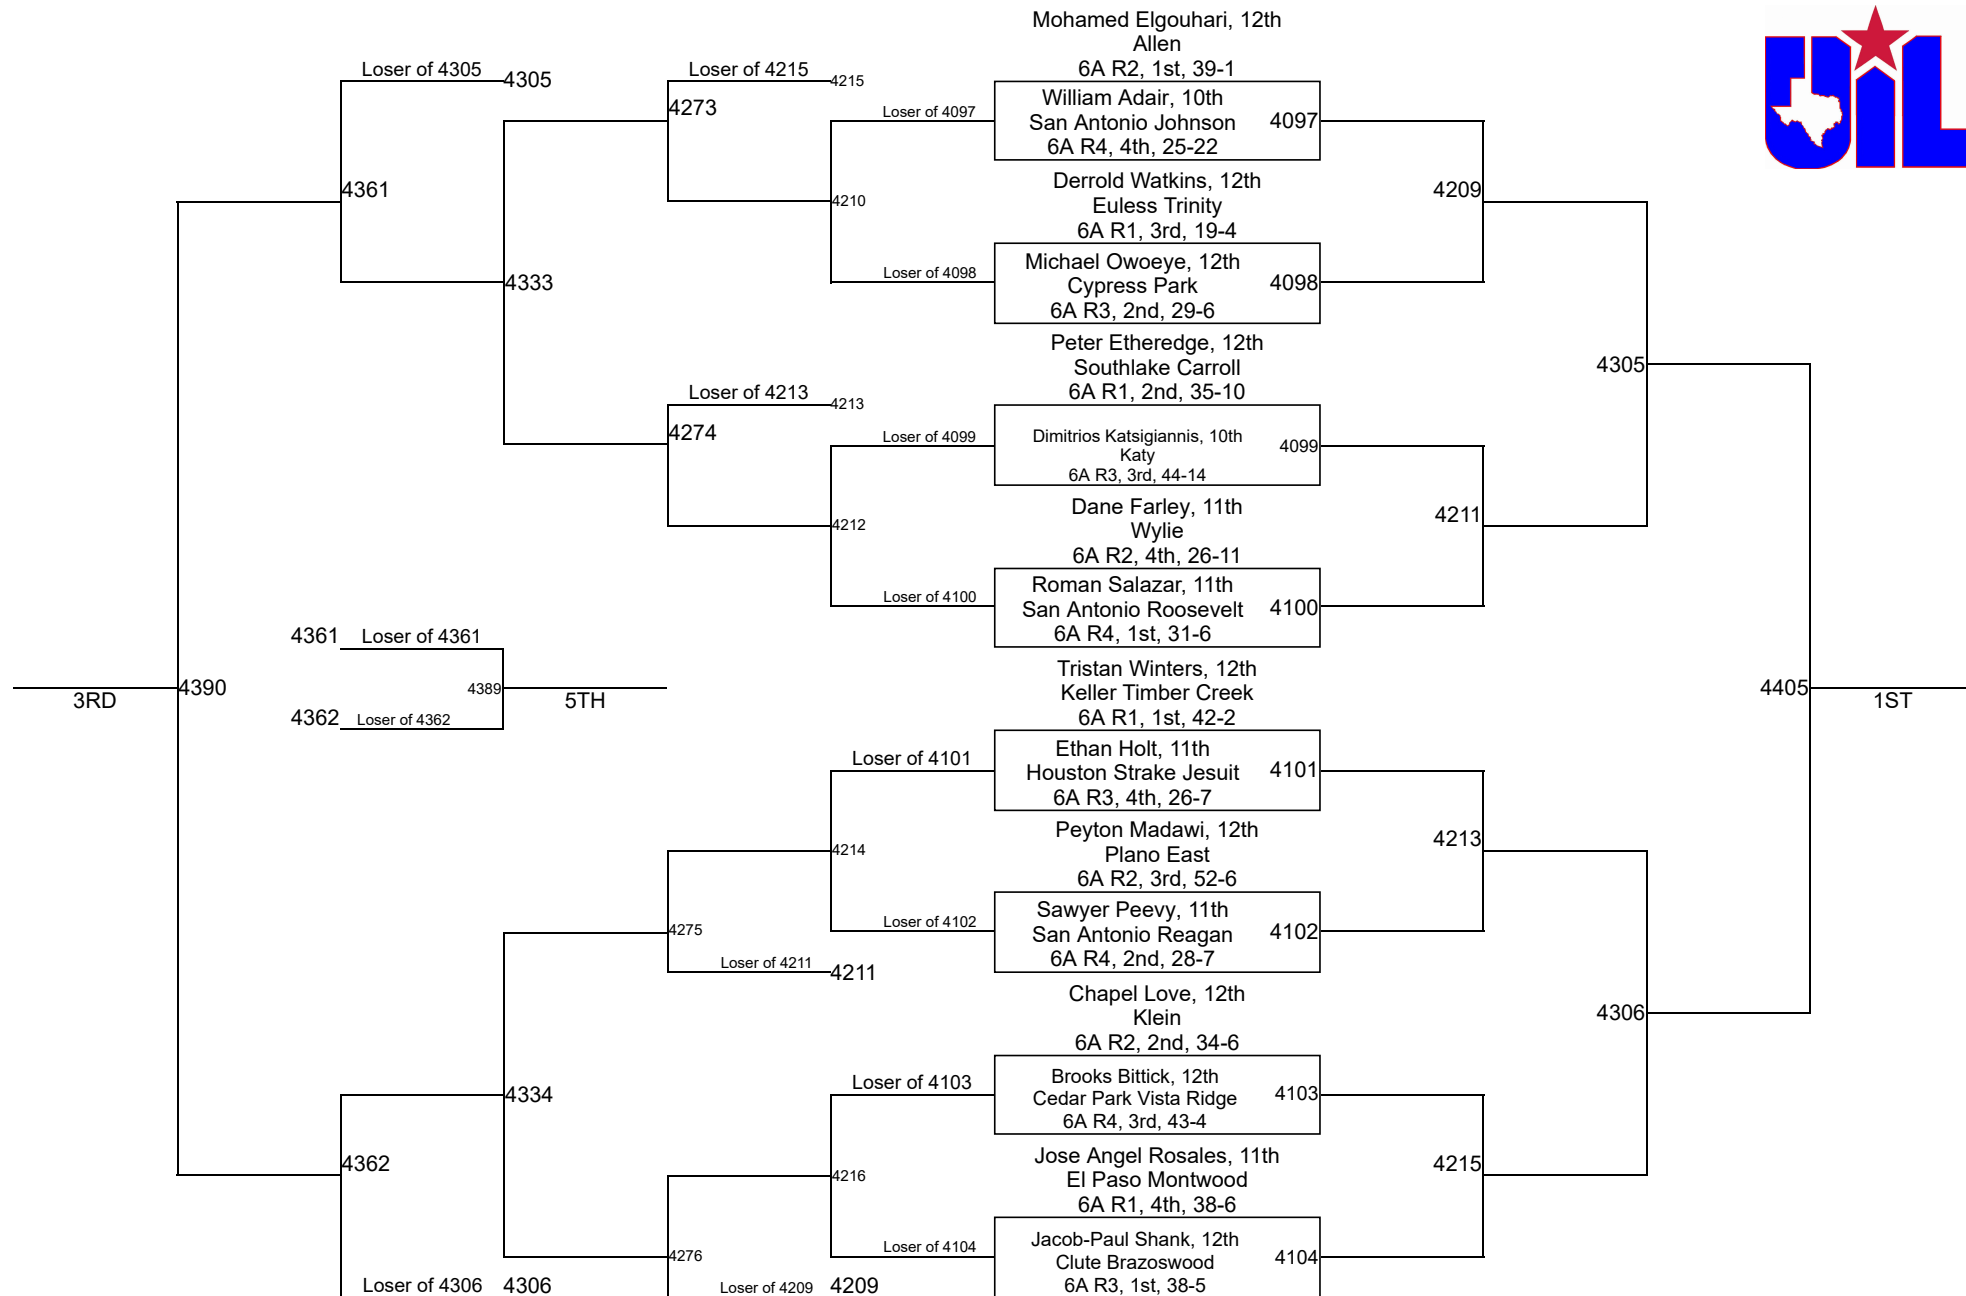 Mohamed Elgouhari, 12th
Allen
6A R2, 1st, 39-1
UIL
Loser of 4305
4305
Loser of 4215
4215
William Adair, 10th
San Antonio Johnson
6A R4, 4th, 25-22
4097
4273
Loser of 4097
4361
4210
Derrold Watkins, 12th
Euless Trinity
6A R1, 3rd, 19-4
4209
4333
Loser of 4098
Michael Owoeye, 12th
Cypress Park
6A R3, 2nd, 29-6
4098
Peter Etheredge, 12th
Southlake Carroll
6A R1, 2nd, 35-10
4305
Loser of 4213
4213
4274
Loser of 4099
Dimitrios Katsigiannis, 10th
Katy
6A R3, 3rd, 44-14
4099
4212
Dane Farley, 11th
Wylie
6A R2, 4th, 26-11
4211
Loser of 4100
Roman Salazar, 11th
San Antonio Roosevelt
6A R4, 1st, 31-6
4100
4361
Loser of 4361
3RD
4390
4389
5TH
4362
Loser of 4362
Tristan Winters, 12th
Keller Timber Creek
6A R1, 1st, 42-2
4405
1ST
Loser of 4101
Ethan Holt, 11th
Houston Strake Jesuit
6A R3, 4th, 26-7
4101
4214
Peyton Madawi, 12th
Plano East
6A R2, 3rd, 52-6
4213
4275
Loser of 4102
Sawyer Peevy, 11th
San Antonio Reagan
6A R4, 2nd, 28-7
4102
Loser of 4211
4211
Chapel Love, 12th
Klein
6A R2, 2nd, 34-6
4306
4334
Loser of 4103
Brooks Bittick, 12th
Cedar Park Vista Ridge
6A R4, 3rd, 43-4
4103
4362
4216
Jose Angel Rosales, 11th
El Paso Montwood
6A R1, 4th, 38-6
4215
4276
Loser of 4104
Jacob-Paul Shank, 12th
Clute Brazoswood
6A R3, 1st, 38-5
4104
Loser of 4306
4306
Loser of 4209
4209